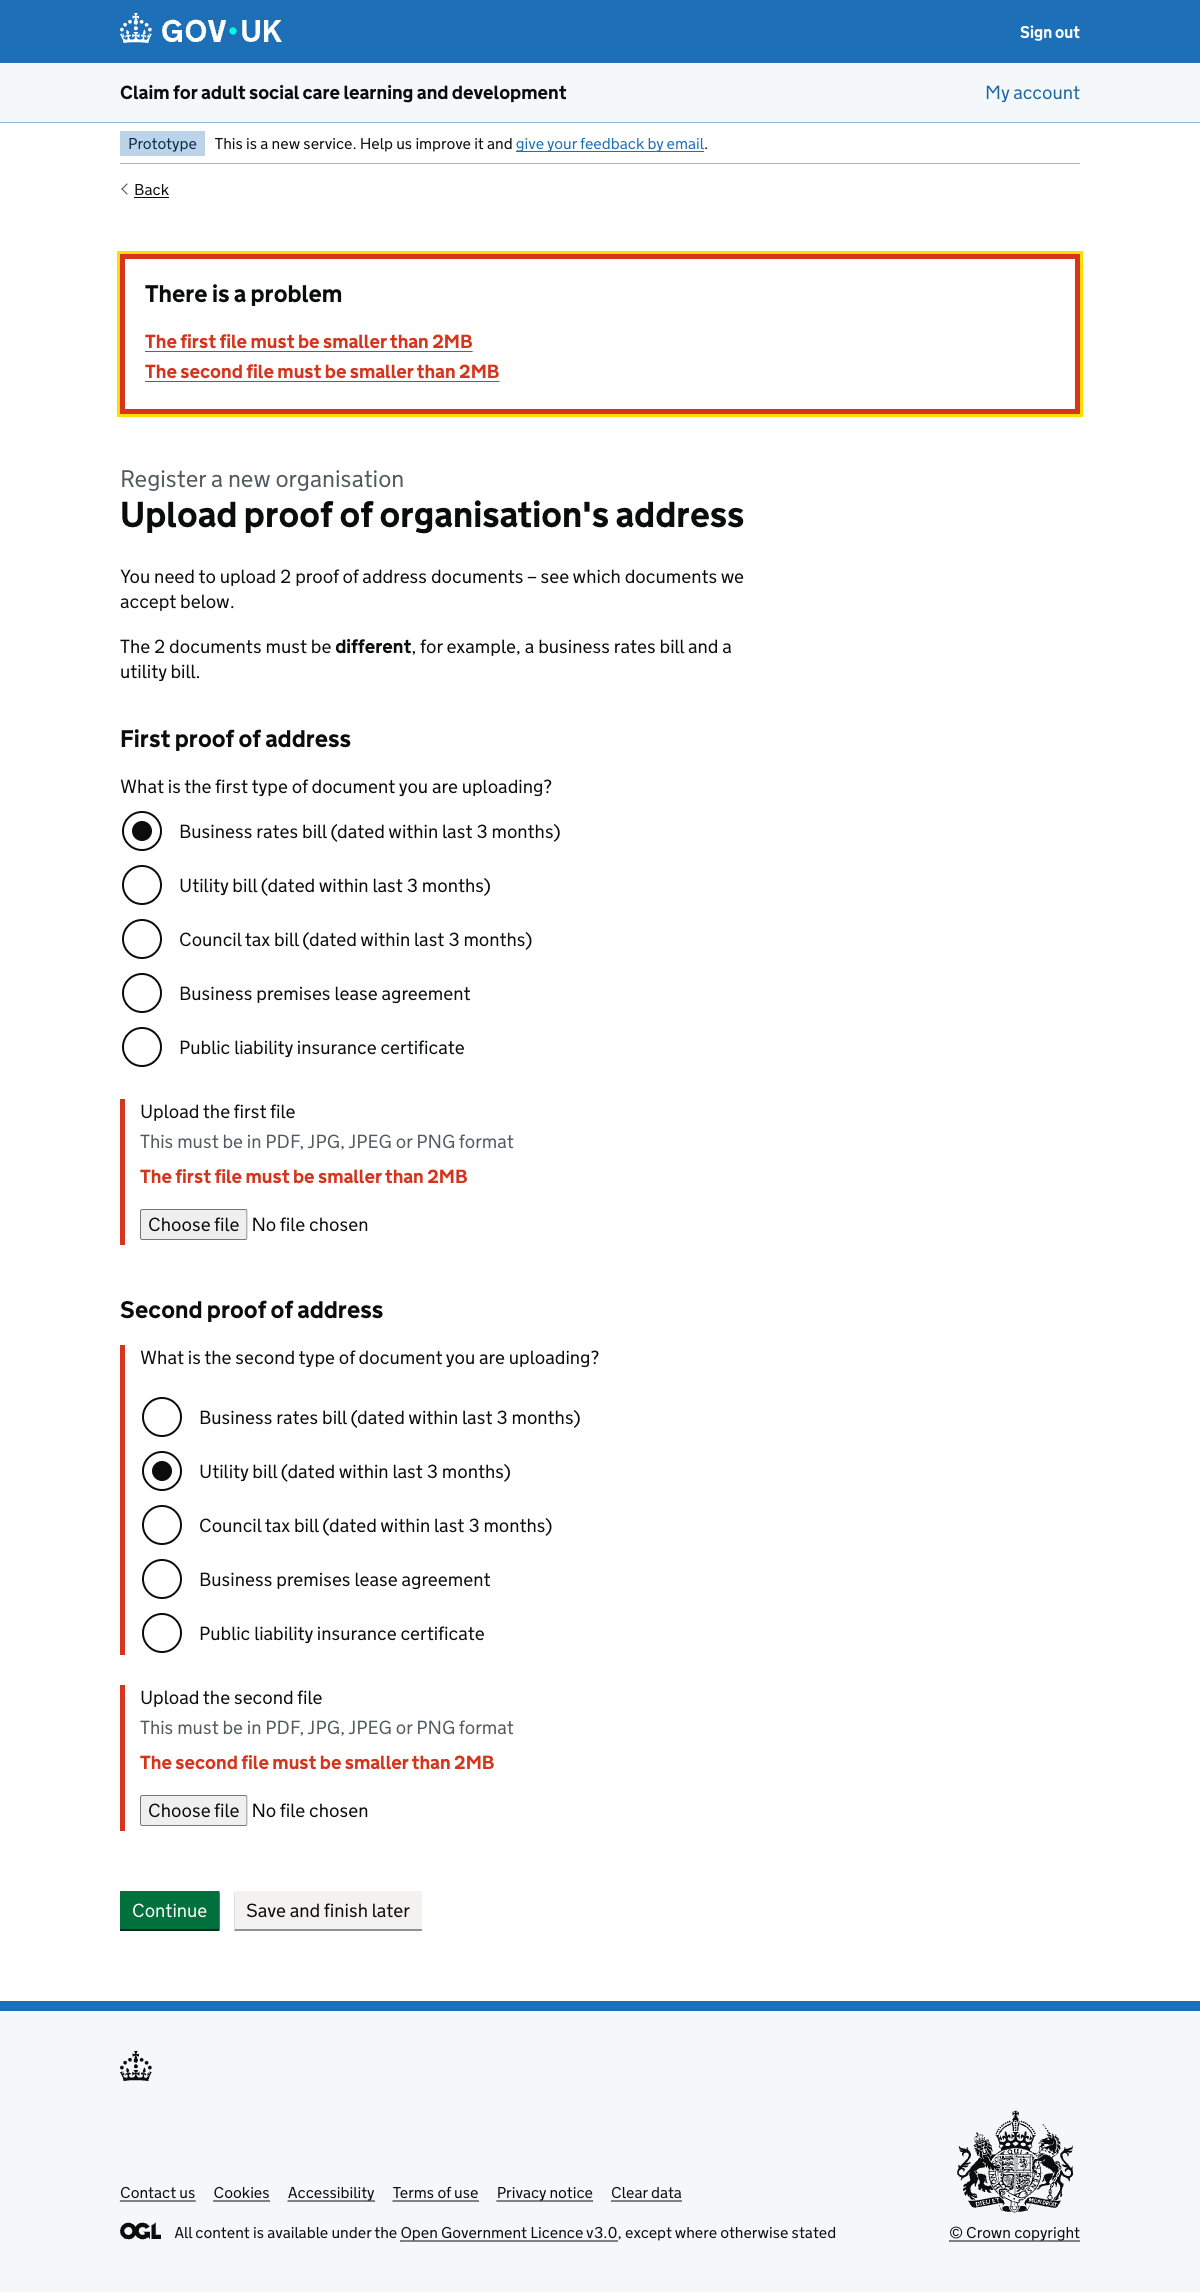 GOV·UK
Sign out
Claim for adult social care learning and development
My account
Prototype
This is a new service. Help us improve it and give your feedback by email.
Back
There is a problem
The first file must be smaller than 2MB
The second file must be smaller than 2MB
Register a new organisation
Upload proof of organisation's address
You need to upload 2 proof of address documents – see which documents we
accept below.
The 2 documents must be different, for example, a business rates bill and a
utility bill.
First proof of address
What is the first type of document you are uploading?
Business rates bill (dated within last 3 months)
Utility bill (dated within last 3 months)
Council tax bill (dated within last 3 months)
Business premises lease agreement
Public liability insurance certificate
Upload the first file
This must be in PDF, JPG, JPEG or PNG format
The first file must be smaller than 2MB
Choose file No file chosen
Second proof of address
What is the second type of document you are uploading?
Business rates bill (dated within last 3 months)
Utility bill (dated within last 3 months)
Council tax bill (dated within last 3 months)
Business premises lease agreement
Public liability insurance certificate
Upload the second file
This must be in PDF, JPG, JPEG or PNG format
The second file must be smaller than 2MB
Choose file No file chosen
Continue
Save and finish later
Contact us
Cookies
Accessibility
Terms of use
Privacy notice
Clear data
OGL
All content is available under the Open Government Licence v3.0, except where otherwise stated
© Crown copyright